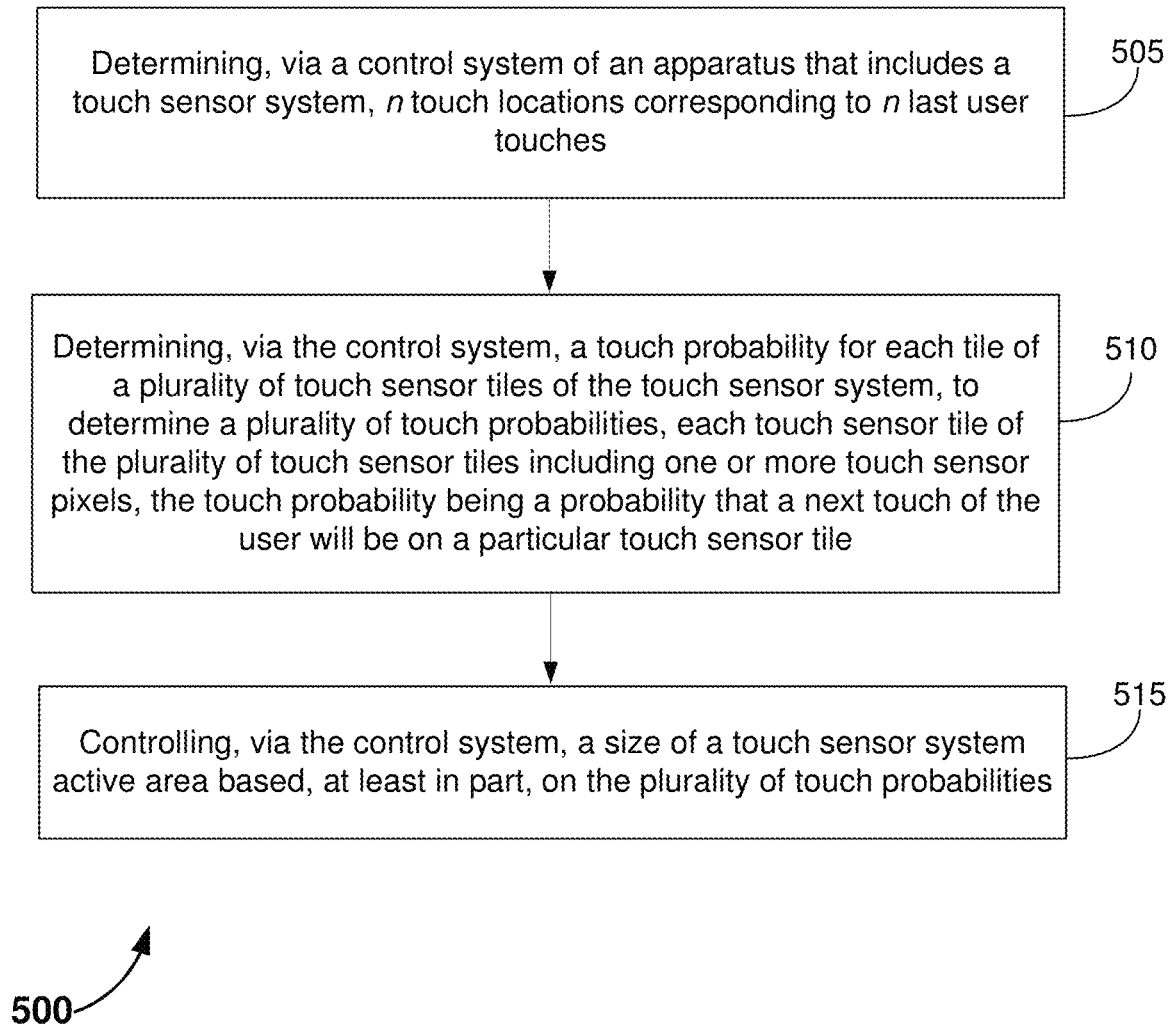 Determining, via a control system of an apparatus that includes a
touch sensor system, n touch locations corresponding to n last user
touches
505
Determining, via the control system, a touch probability for each tile of
a plurality of touch sensor tiles of the touch sensor system, to
determine a plurality of touch probabilities, each touch sensor tile of
the plurality of touch sensor tiles including one or more touch sensor
pixels, the touch probability being a probability that a next touch of the
user will be on a particular touch sensor tile
510
Controlling, via the control system, a size of a touch sensor system
active area based, at least in part, on the plurality of touch probabilities
515
500